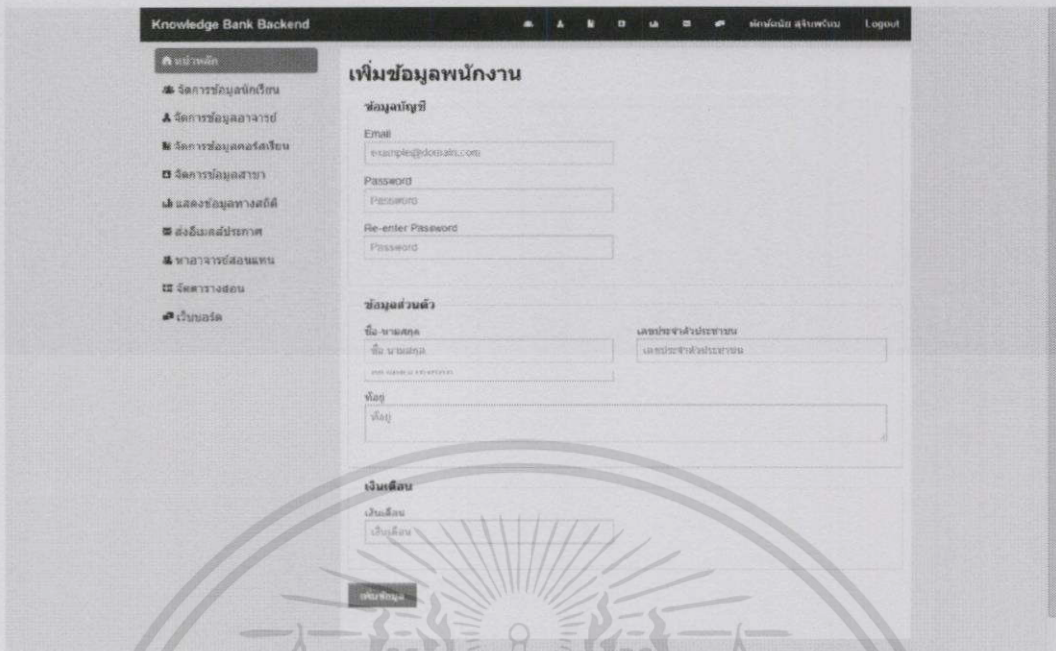 Knowledge Bank Backend
Logout
หน้าหลัก
จัดการข้อมูลนักเรียน
จัดการข้อมูลอาจารย์
จัดการข้อมูลคอร์สเรียน
จัดการข้อมูลสาขา
แสดงข้อมูลทางสถิติ
ส่งอีเมลล์ประกาศ
หาอาจารย์สอนแทน
จัดตารางสอน
เว็บบอร์ด
เพิ่มข้อมูลพนักงาน
ข้อมูลบัญชี
Email
example@domain.com
Password
Password
Re-enter Password
Password
ข้อมูลส่วนตัว
ชื่อ-นามสกุล
เลขประจำตัวประชาชน
ชื่อ นามสกุล
เลขประจำตัวประชาชน
ที่อยู่
ที่อยู่
เงินเดือน
เงินเดือน
เงินเดือน
เพิ่มข้อมูล